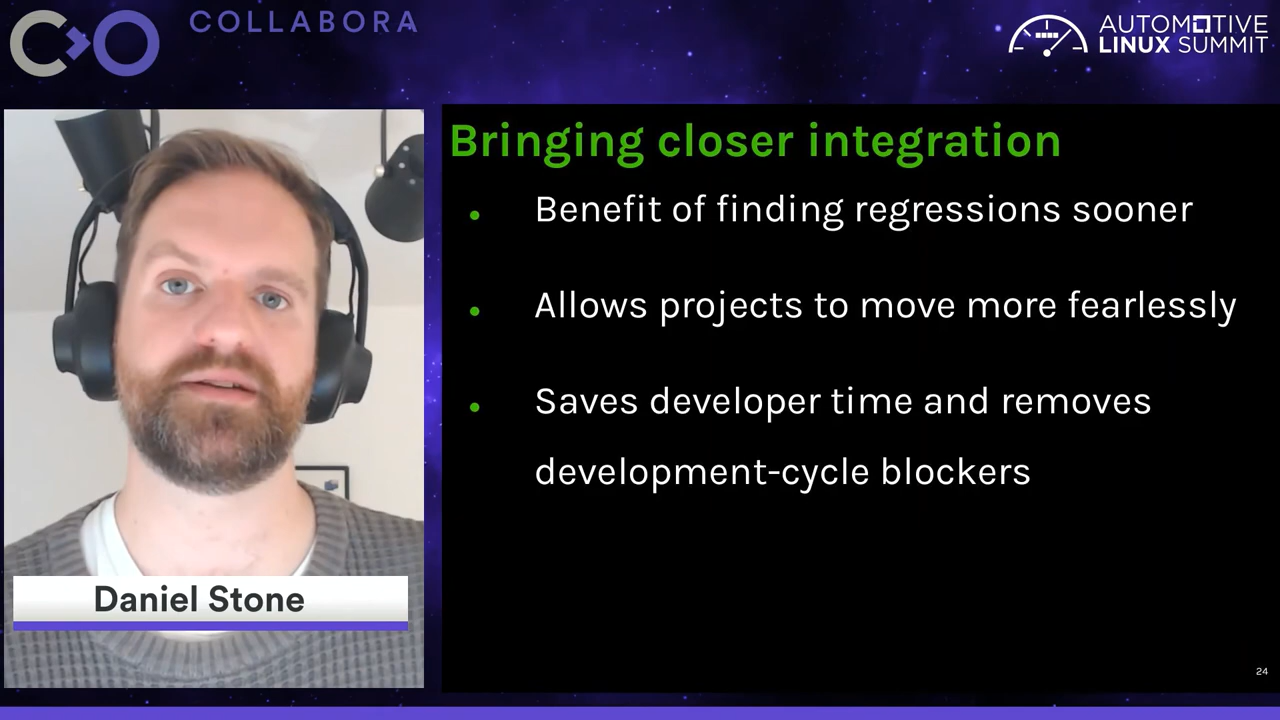 COLLABORA
AUTOMOTIVE
LINUX SUMMIT
Bringing closer integration
Benefit of finding regressions sooner
Allows projects to move more fearlessly
Saves developer time and removes
development-cycle blockers
Daniel Stone
24